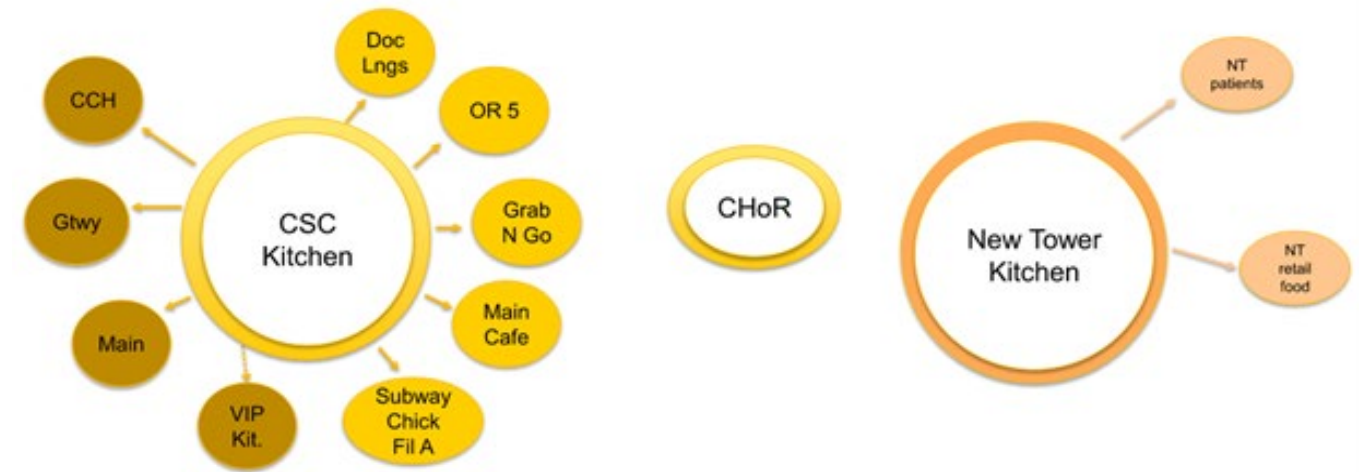 Doc
Lngs
CCH
OR 5
Gtwy
CSC
Kitchen
Grab
N Go
Main
Main
Cafe
VIP
Kit.
Subway
Chick
Fil A
CHoR
New Tower
Kitchen
NT
patients
NT
retail
food